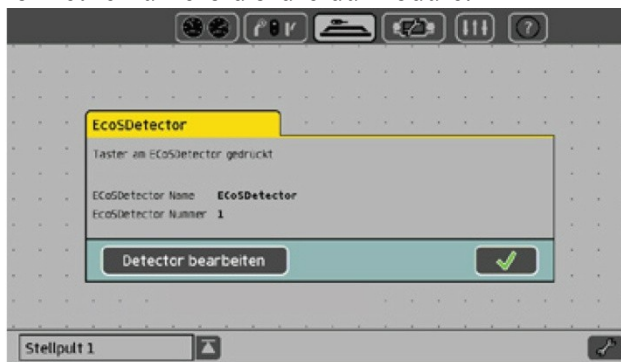 EcoSDetector
Taster am ECoSDetector gedrückt
ECoSDetector Name ECoSDetector
EcoSDetector Nummer 1
Detector bearbeiten
Stellpult 1